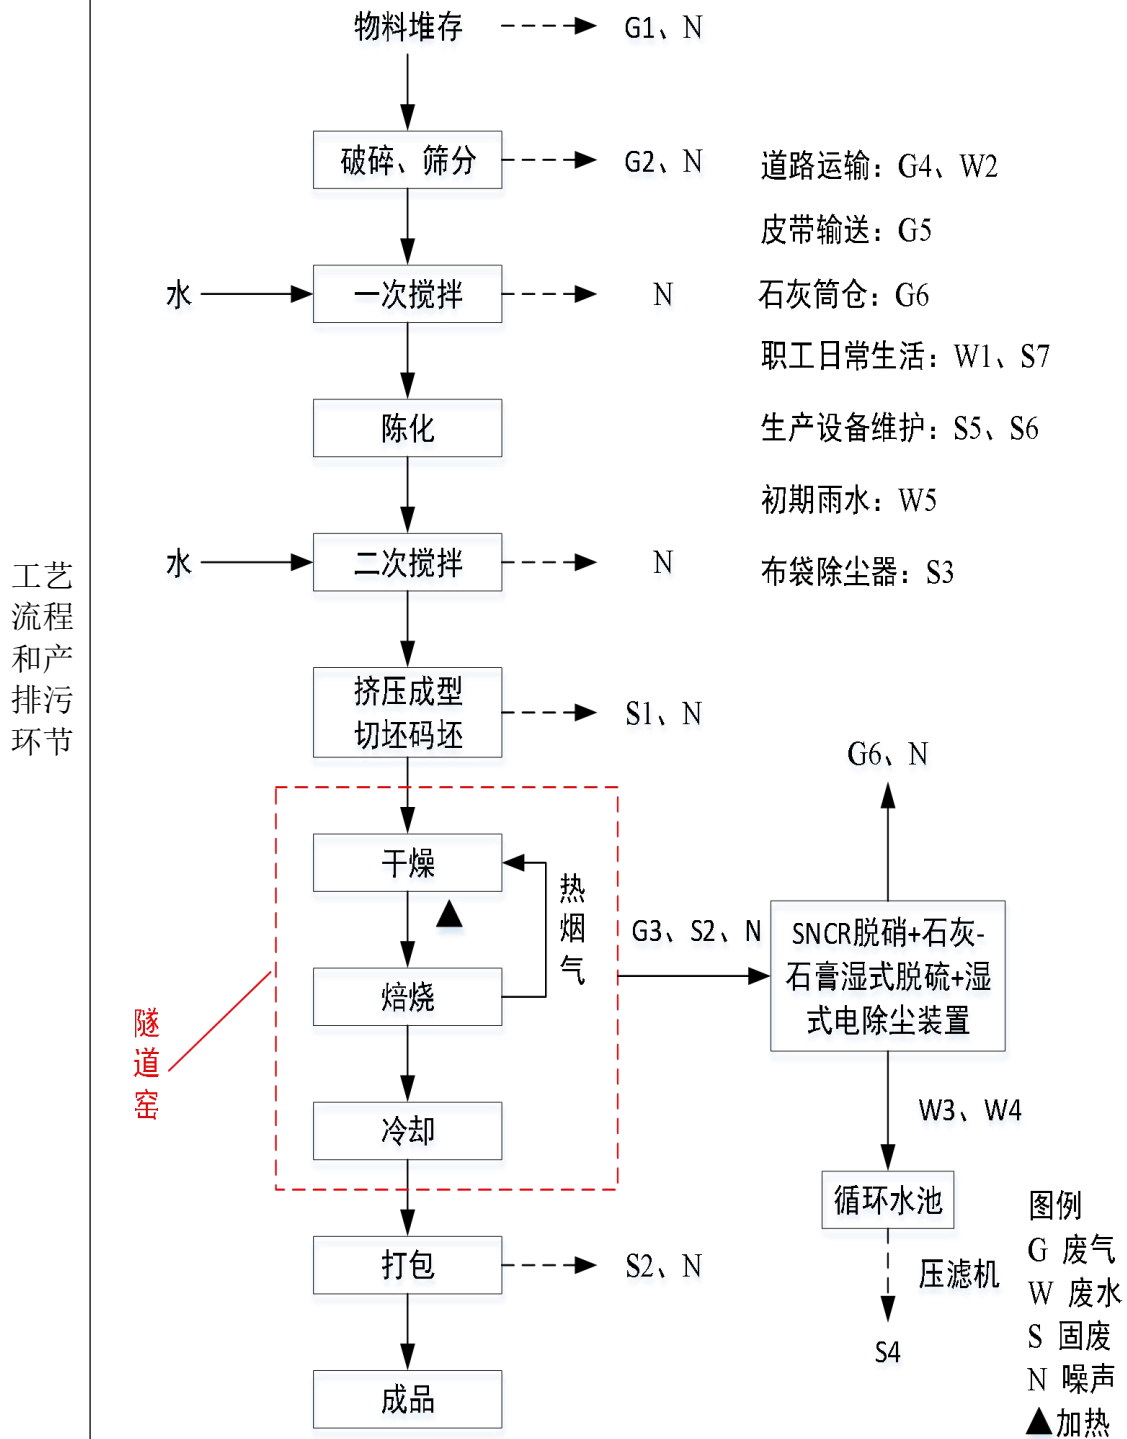 工艺
流程
和产
排污
环节
物料堆存
G1、N
破碎、筛分
G2、N
水
一次搅拌
N
陈化
水
二次搅拌
N
挤压成型
切坯码坯
S1、N
干燥
热
烟
气
焙烧
冷却
隧
道
窑
打包
S2、N
成品
道路运输：G4、W2
皮带输送：G5
石灰筒仓：G6
职工日常生活：W1、S7
生产设备维护：S5、S6
初期雨水：W5
布袋除尘器：S3
G6、N
G3、S2、N
SNCR脱硝+石灰-
石膏湿式脱硫+湿
式电除尘装置
W3、W4
循环水池
压滤机
S4
图例
G 废气
W 废水
S 固废
N 噪声
▲加热